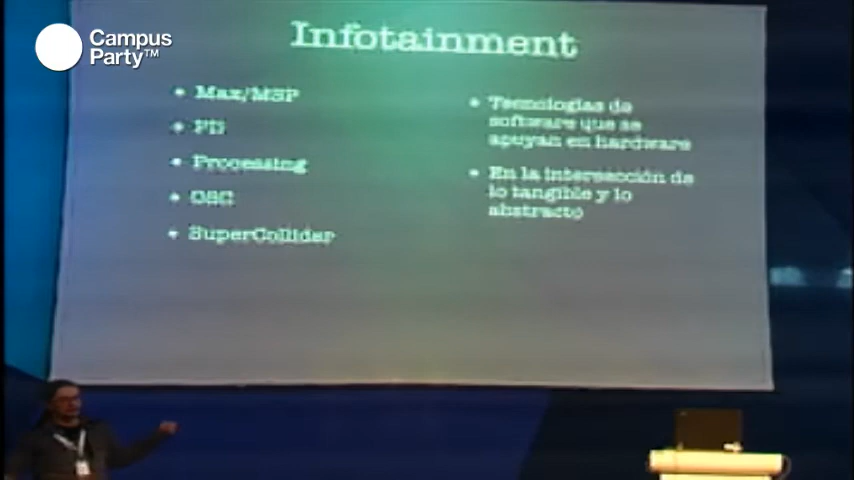 Campus
Party™
Infotainment
• Max/MSP
• PD
• Processing
• OSC
• SuperCollider
• Tecnologías de
software que se
apuyan en hardware
• En la intersección de
lo tangible y lo
abstracto